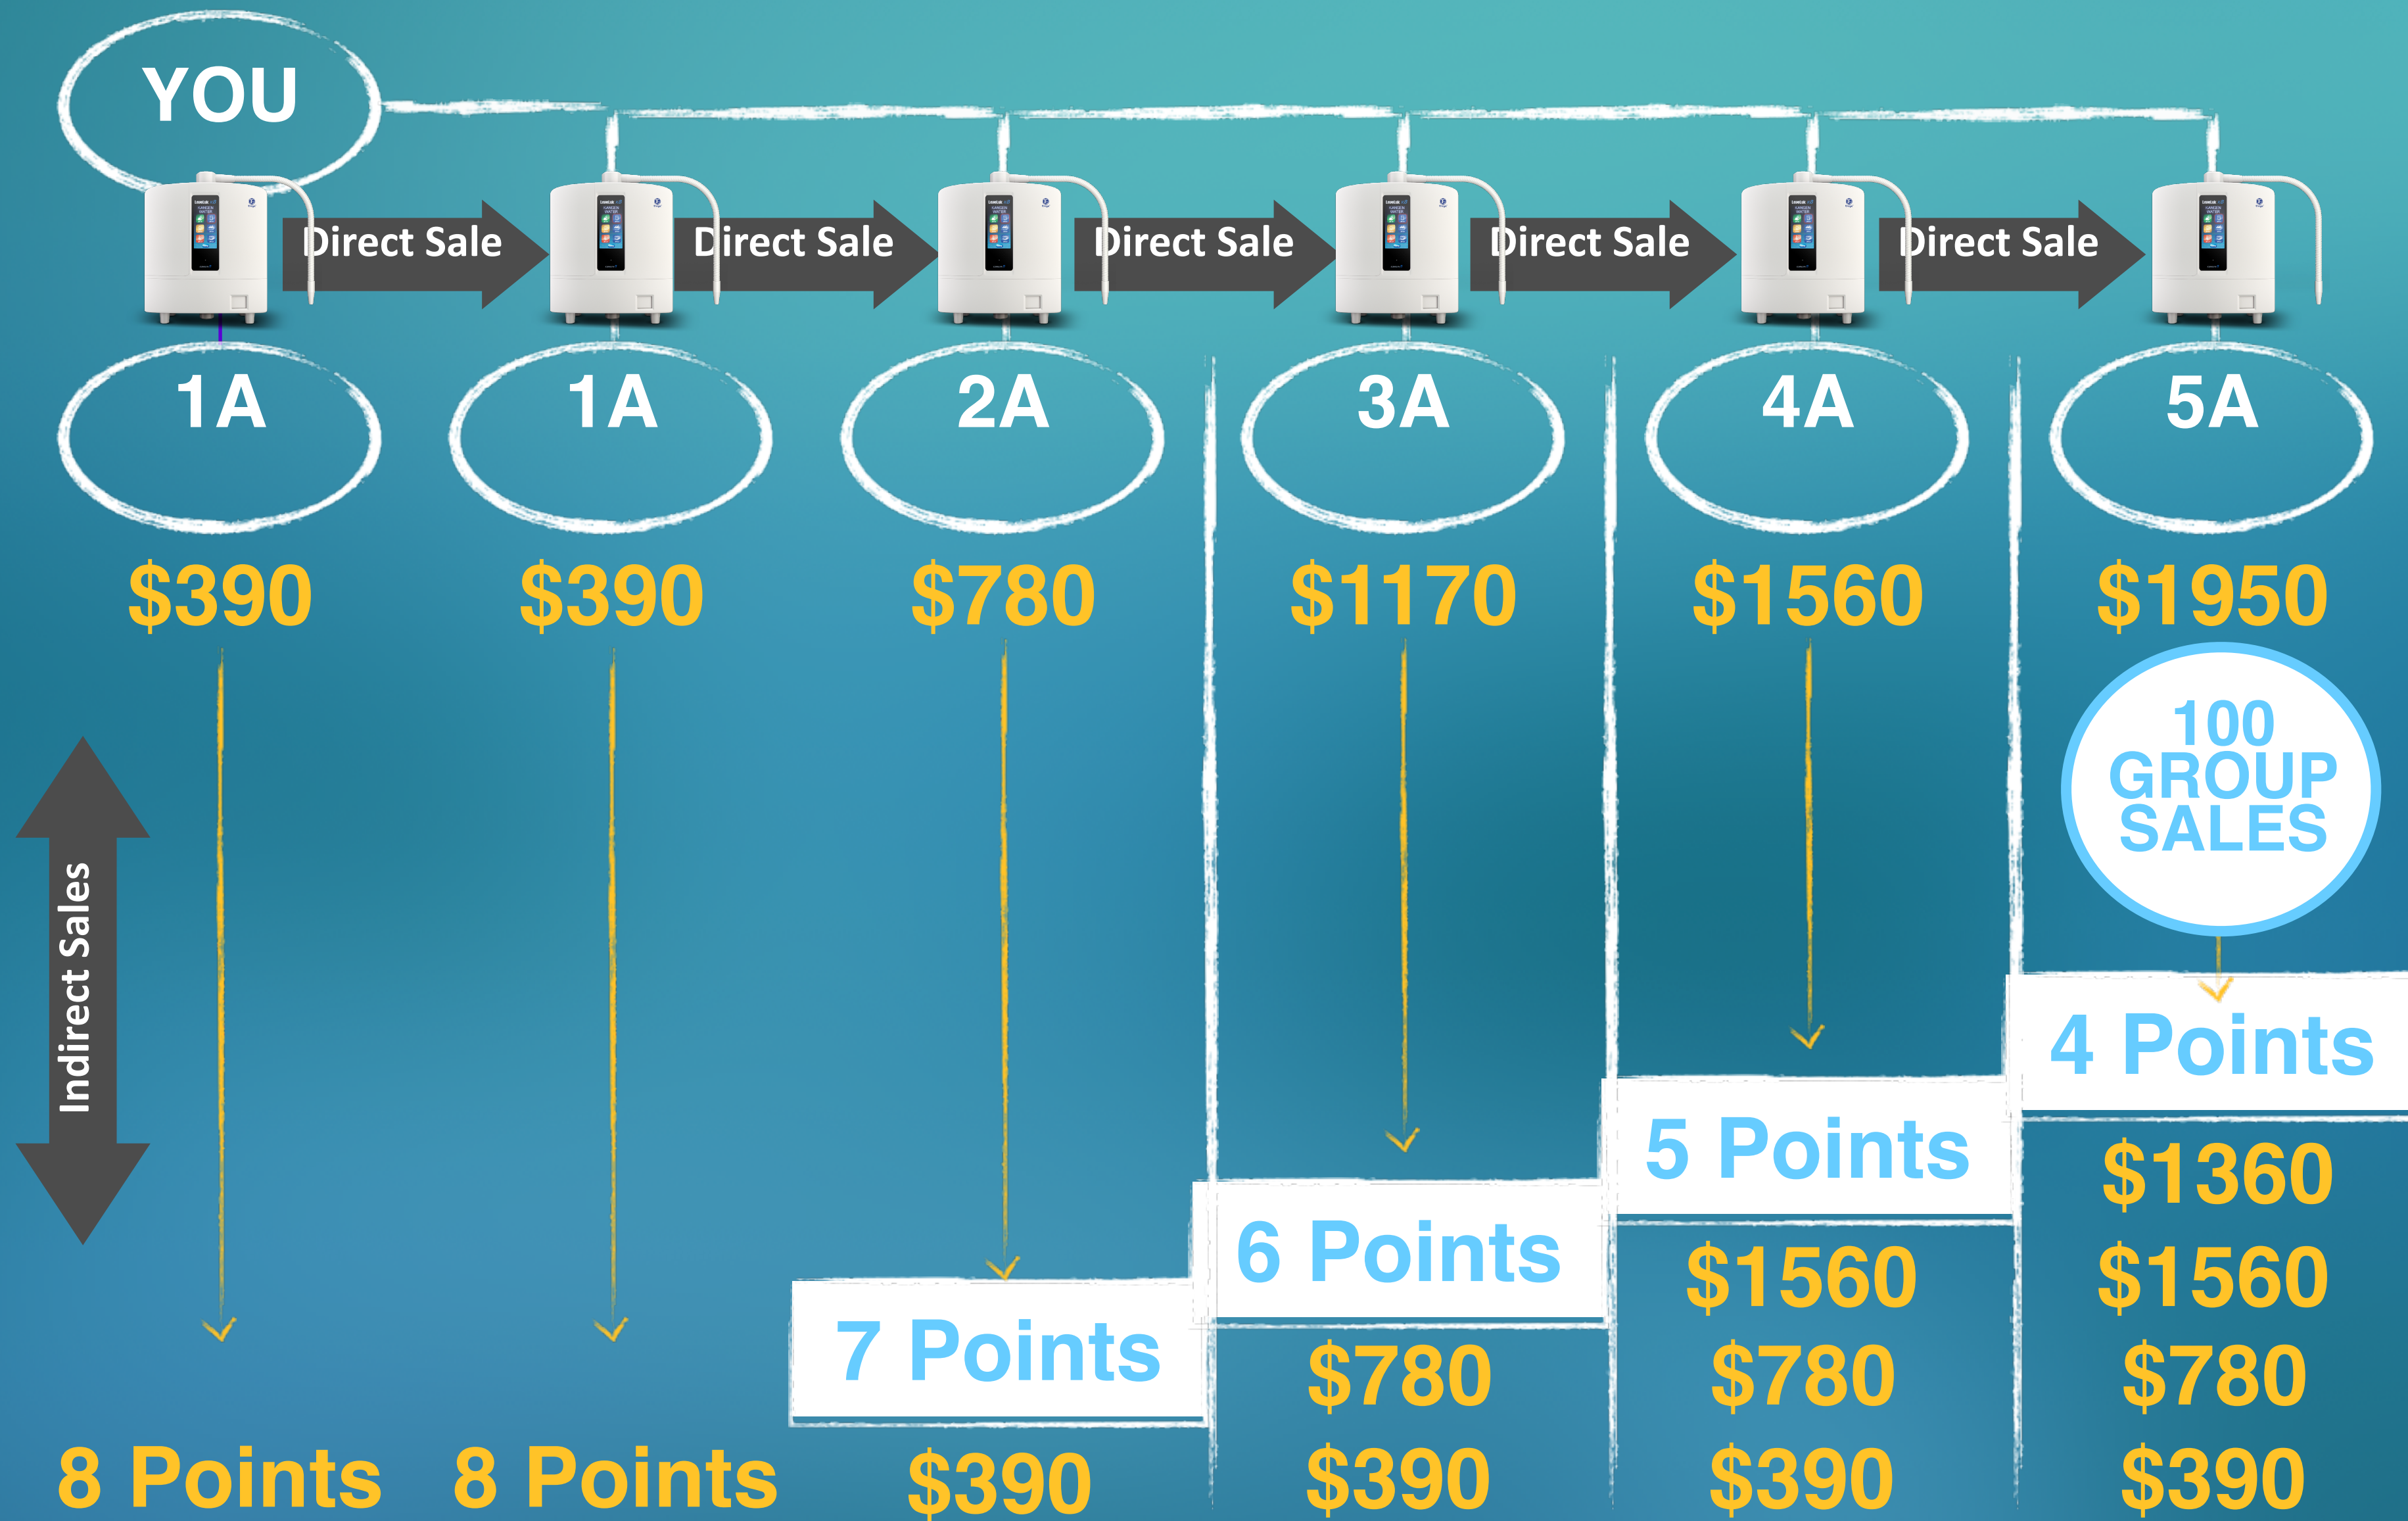 YOU
Direct Sale
Direct Sale
Direct Sale
Direct Sale
Direct Sale
1A
1A
2A
3A
4A
5A
$390
$390
$780
$1170
$1560
$1950
100
GROUP
SALES
Indirect Sales
4 Points
5 Points
$1360
6 Points
$1560
$1560
7 Points
$780
$780
$780
8 Points
8 Points
$390
$390
$390
$390